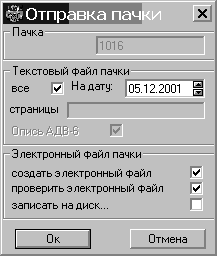 Отправка пачки
Пачка
1016
Текстовый файл пачки
все На дату: 05.12.2001
страницы
Опись АДВ-6
Электронный файл пачки
создать электронный файл
проверить электронный файл
записать на диск...
Ок Отмена